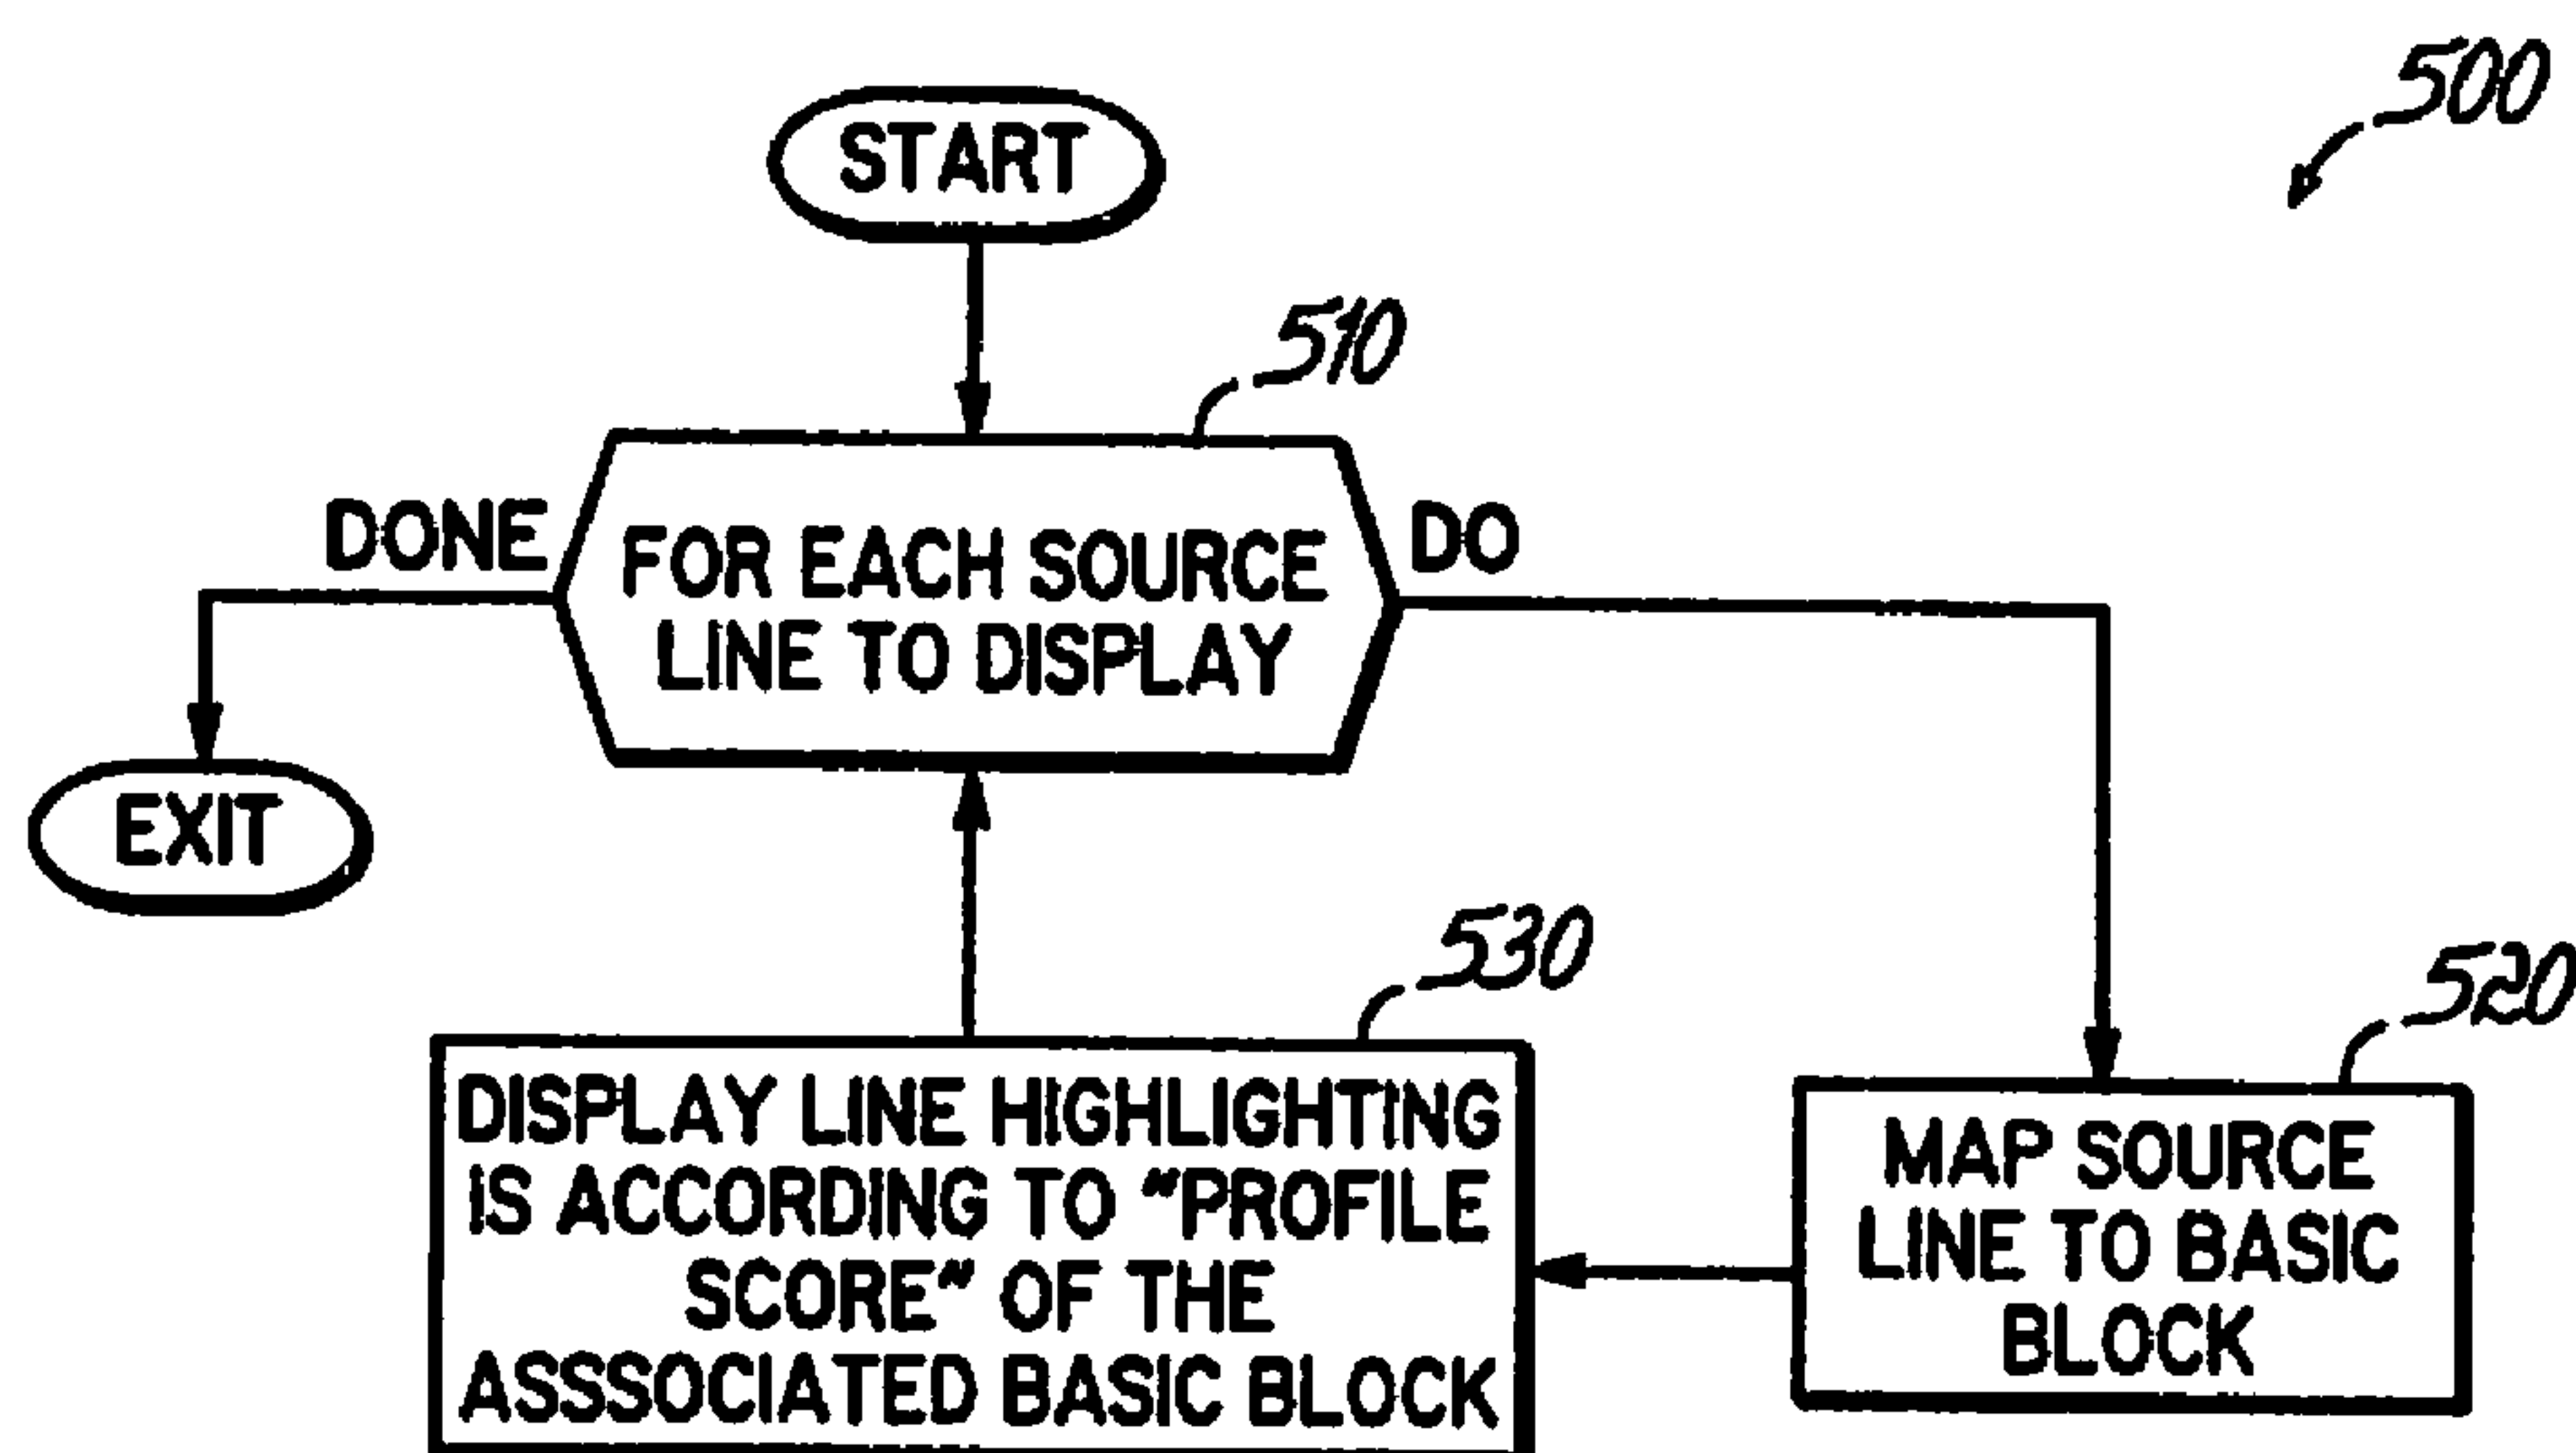 500
START
510
DONE
DO
FOR EACH SOURCE
LINE TO DISPLAY
EXIT
530
520
DISPLAY LINE HIGHLIGHTING
IS ACCORDING TO "PROFILE
SCORE" OF THE
ASSSOCIATED BASIC BLOCK
MAP SOURCE
LINE TO BASIC
BLOCK